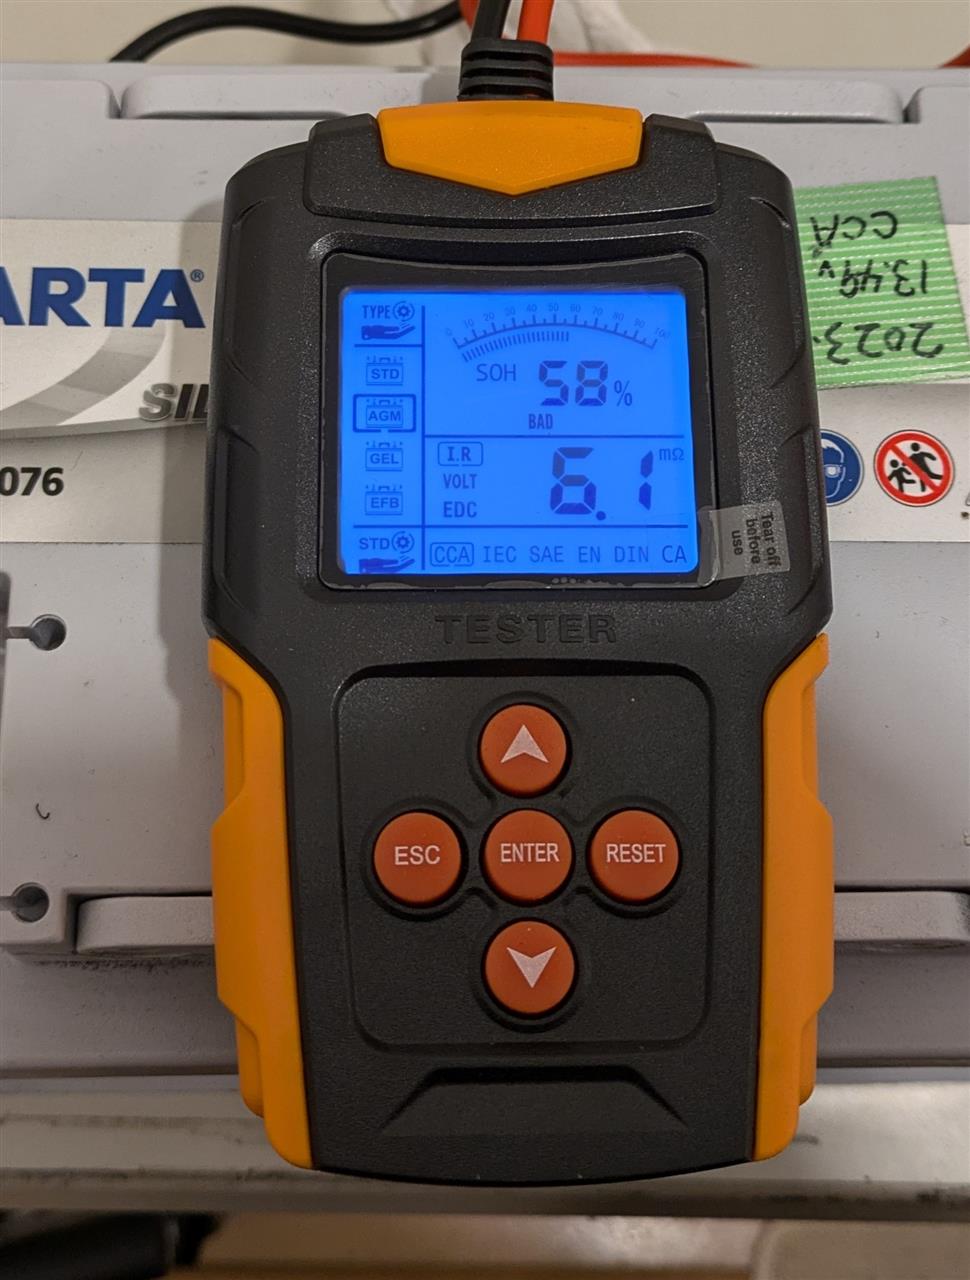 ARTA®
SIL
076
TYPE
STD
AGM
GEL
EFB
STD
0 10 20 30 40 50 60 70 80 90 100
SOH 58 %
BAD
I.R
VOLT
EDC
6.1 mΩ
CCA IEC SAE EN DIN CA
Tear off
before
use
2023.
13.49v
CCA
TESTER
ESC
ENTER
RESET